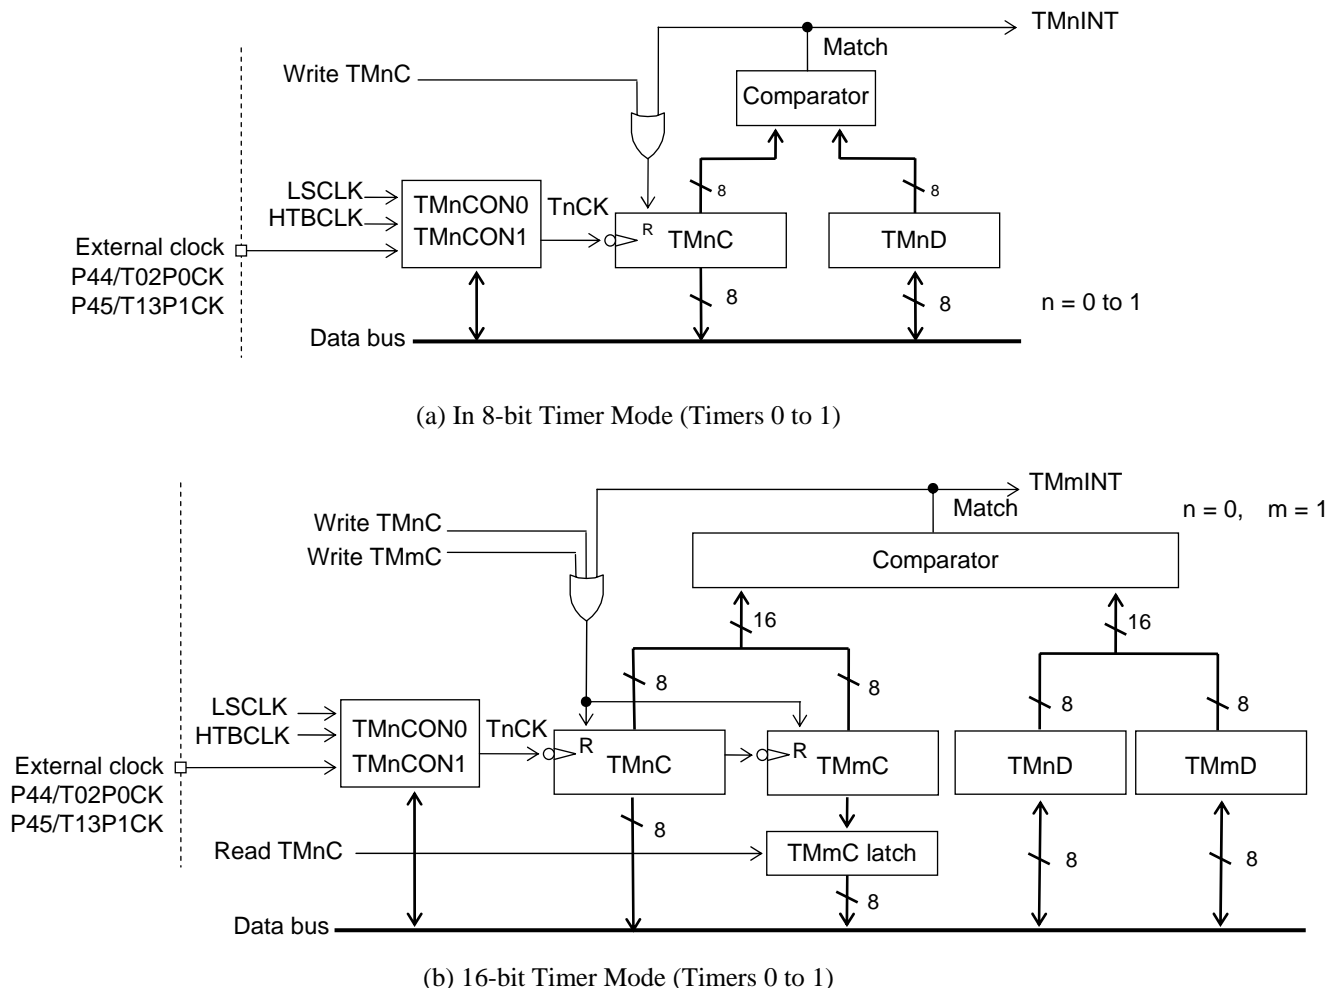 TMnINT
Match
Write TMnC
Comparator
8
8
LSCLK
HTBCLK
TMnCON0
TMnCON1
TnCK
R
TMnC
TMnD
External clock
P44/T02P0CK
P45/T13P1CK
8
8
n = 0 to 1
Data bus
(a) In 8-bit Timer Mode (Timers 0 to 1)
TMmINT
Match
n = 0, m = 1
Write TMnC
Write TMmC
Comparator
16
16
8
8
8
8
LSCLK
HTBCLK
TMnCON0
TMnCON1
TnCK
R
TMnC
R
TMmC
TMnD
TMmD
External clock
P44/T02P0CK
P45/T13P1CK
8
Read TMnC
TMmC latch
8
8
8
Data bus
(b) 16-bit Timer Mode (Timers 0 to 1)